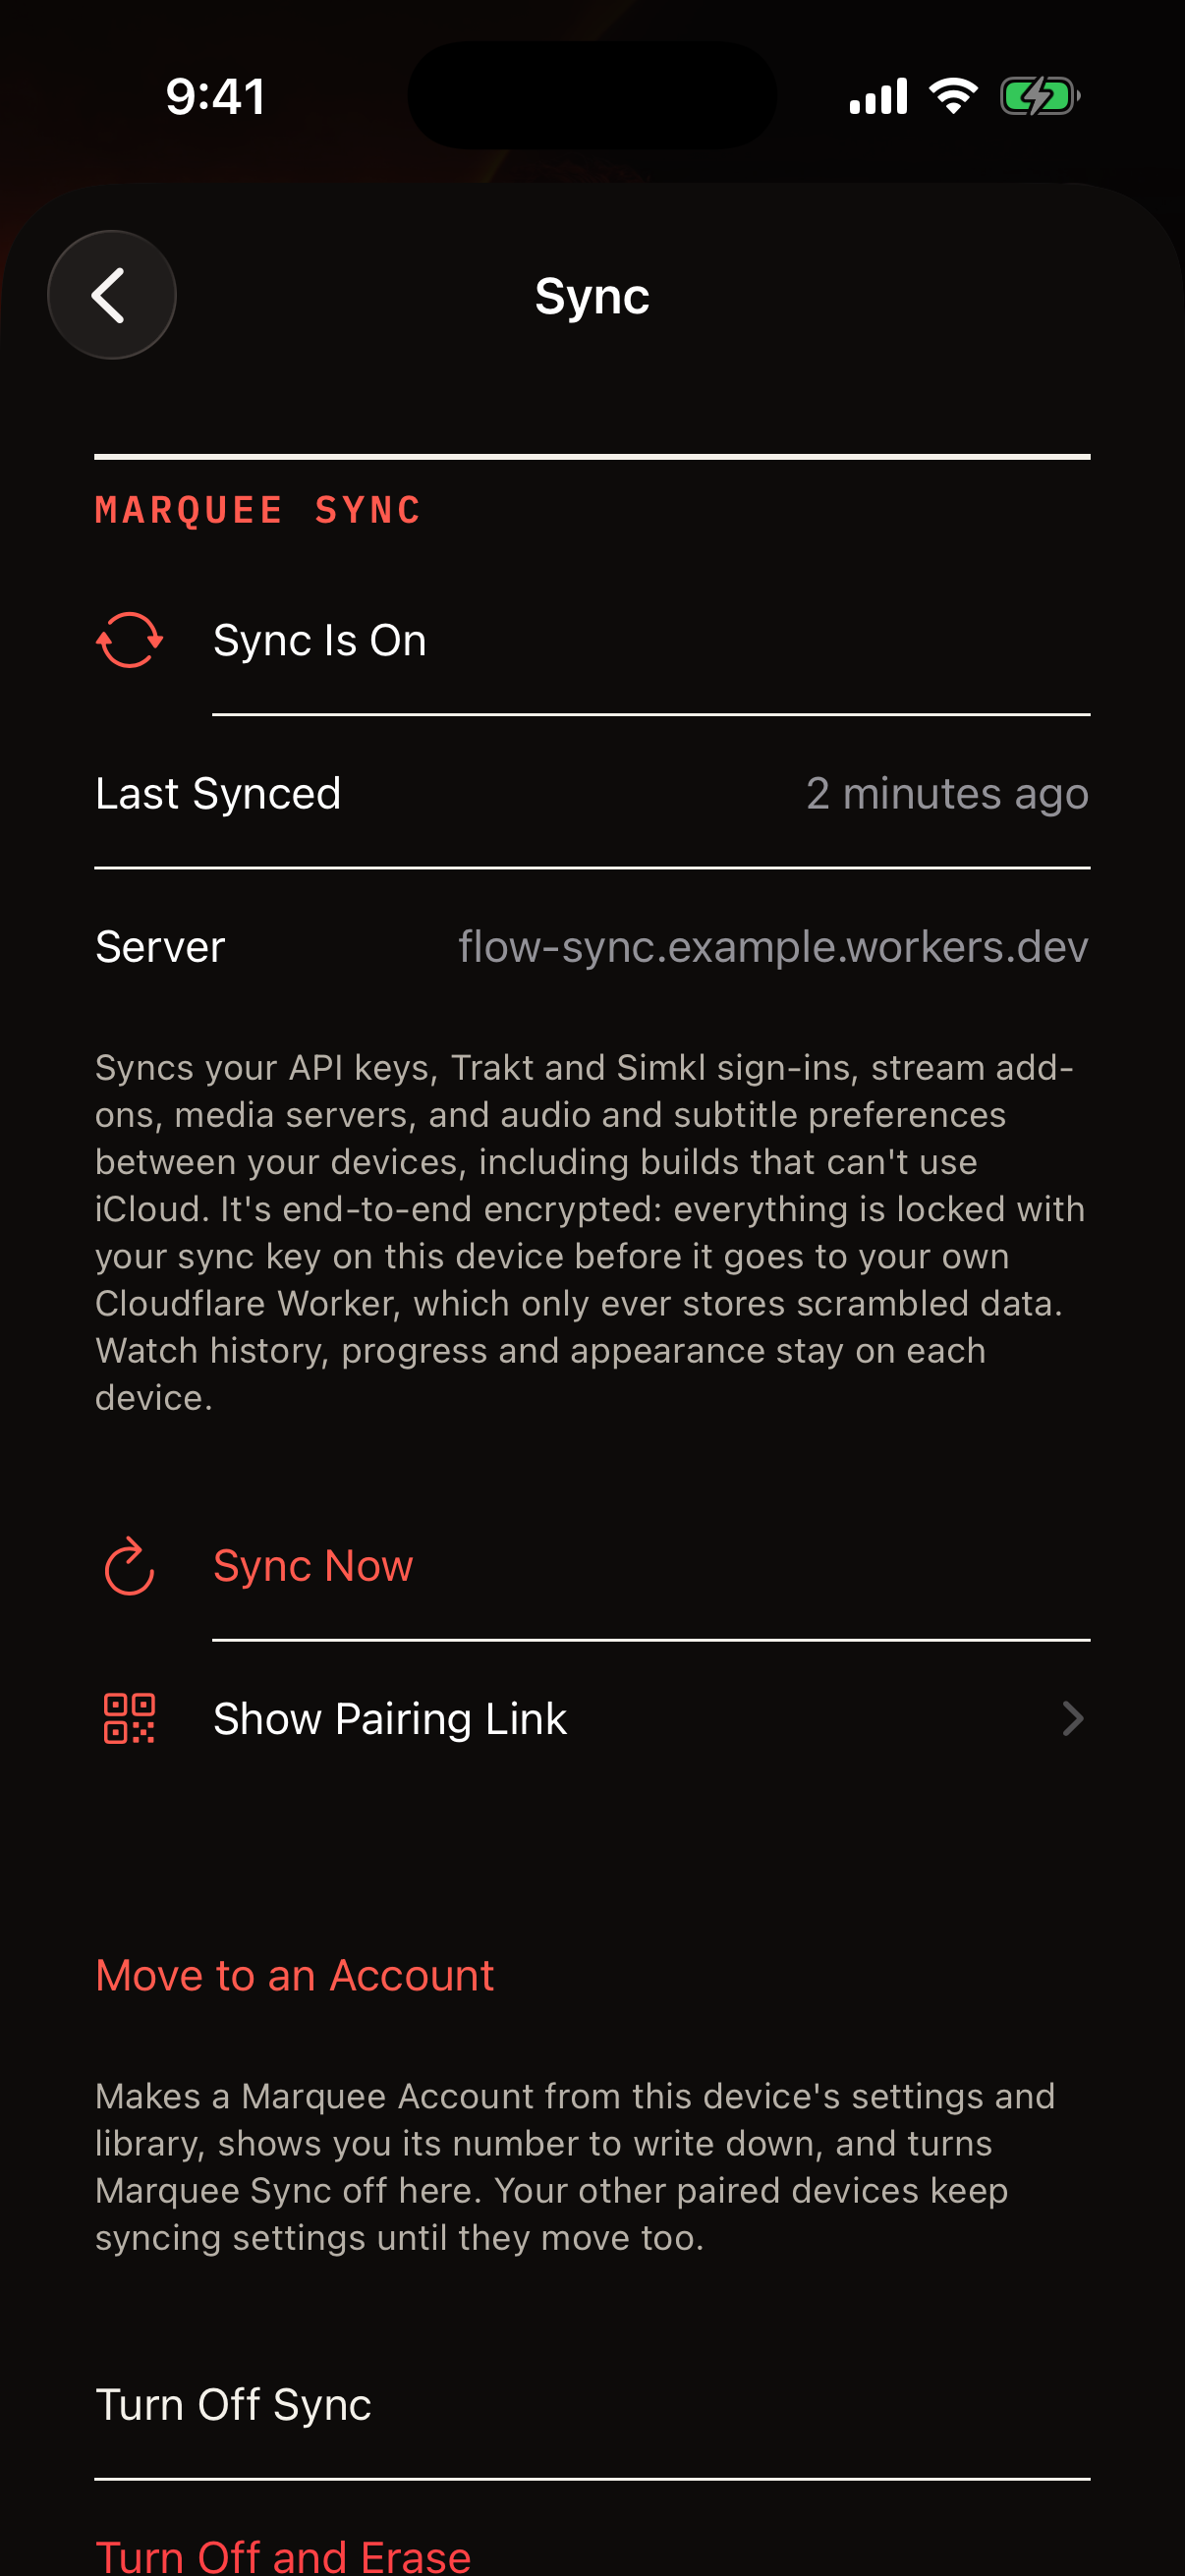 9:41
Sync
MARQUEE SYNC
Sync Is On
Last Synced 2 minutes ago
Server flow-sync.example.workers.dev
Syncs your API keys, Trakt and Simkl sign-ins, stream add-
ons, media servers, and audio and subtitle preferences
between your devices, including builds that can't use
iCloud. It's end-to-end encrypted: everything is locked with
your sync key on this device before it goes to your own
Cloudflare Worker, which only ever stores scrambled data.
Watch history, progress and appearance stay on each
device.
Sync Now
Show Pairing Link
Move to an Account
Makes a Marquee Account from this device's settings and
library, shows you its number to write down, and turns
Marquee Sync off here. Your other paired devices keep
syncing settings until they move too.
Turn Off Sync
Turn Off and Erase